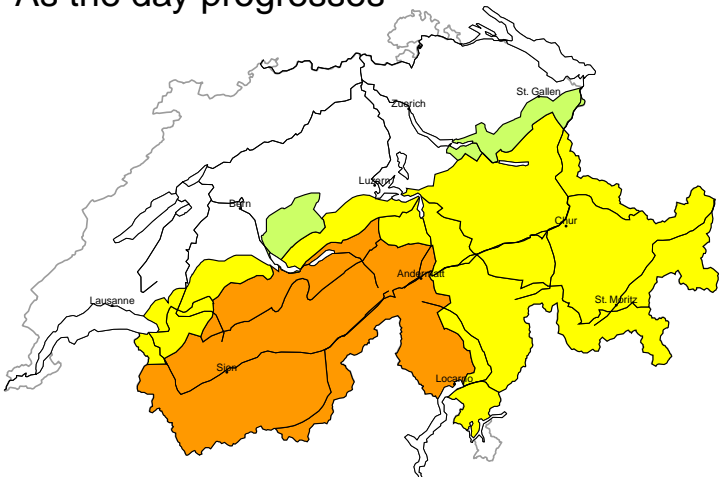 As the day progresses
St. Gallen
Zuerich
Luzern
Bern
Chur
Andermatt
Lausanne
St. Moritz
Sion
Locarno